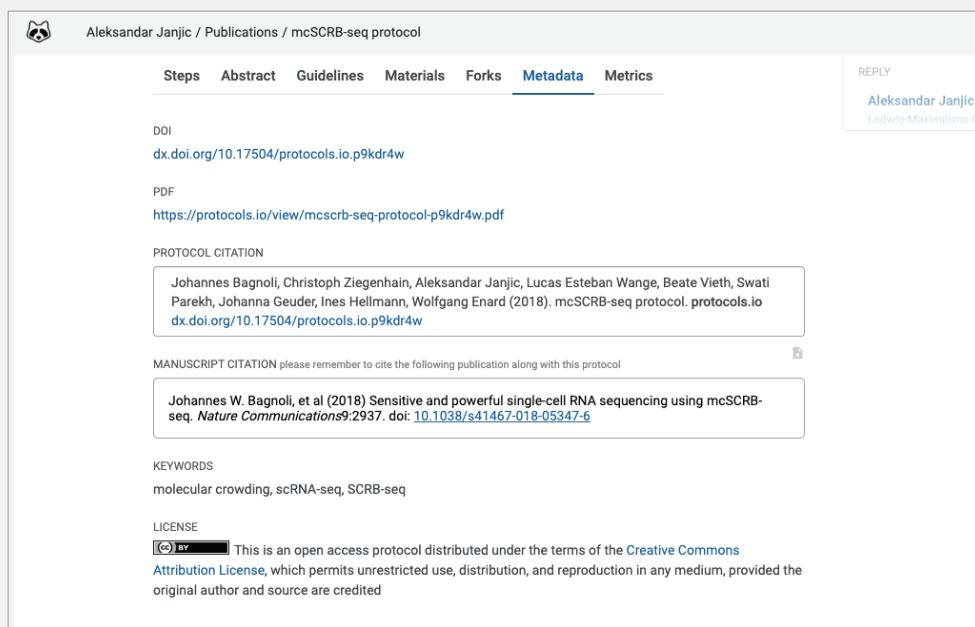 Aleksandar Janjic / Publications / mcSCRB-seq protocol
Steps Abstract Guidelines Materials Forks Metadata Metrics
REPLY
Aleksandar Janjic
Ludwig-Maximilians-
DOI
dx.doi.org/10.17504/protocols.io.p9kdr4w
PDF
https://protocols.io/view/mcscrb-seq-protocol-p9kdr4w.pdf
PROTOCOL CITATION
Johannes Bagnoli, Christoph Ziegenhain, Aleksandar Janjic, Lucas Esteban Wange, Beate Vieth, Swati
Parekh, Johanna Geuder, Ines Hellmann, Wolfgang Enard (2018). mcSCRB-seq protocol. protocols.io
dx.doi.org/10.17504/protocols.io.p9kdr4w
MANUSCRIPT CITATION please remember to cite the following publication along with this protocol
Johannes W. Bagnoli, et al (2018) Sensitive and powerful single-cell RNA sequencing using mcSCRB-
seq. Nature Communications9:2937. doi: 10.1038/s41467-018-05347-6
KEYWORDS
molecular crowding, scRNA-seq, SCRB-seq
LICENSE
(cc) BY This is an open access protocol distributed under the terms of the Creative Commons
Attribution License, which permits unrestricted use, distribution, and reproduction in any medium, provided the
original author and source are credited